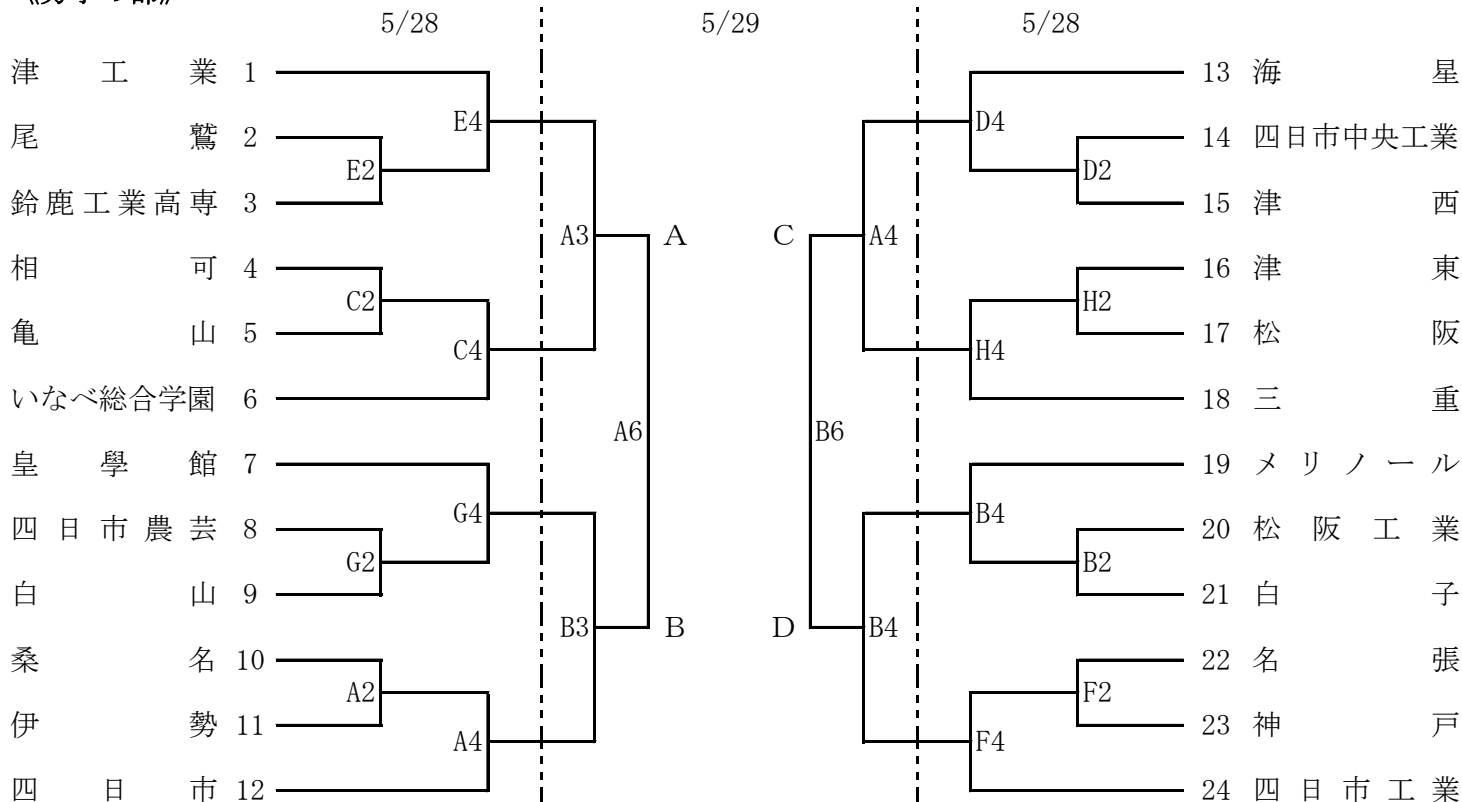 5/28 5/29 5/28
津工業 1 13 海星
E4 D4
尾鷲 2 14 四日市中央工業
E2 D2
鈴鹿工業高専 3 15 津西
A3 A C A4
相可 4 16 津東
C2 H2
亀山 5 17 松阪
C4 H4
いなべ総合学園 6 18 三重
A6 B6
皇學館 7 19 メリノール
G4 B4
四日市農芸 8 20 松阪工業
G2 B2
白山 9 21 白子
B3 B D B4
桑名 10 22 名張
A2 F2
伊勢 11 23 神戸
A4 F4
四日市 12 24 四日市工業